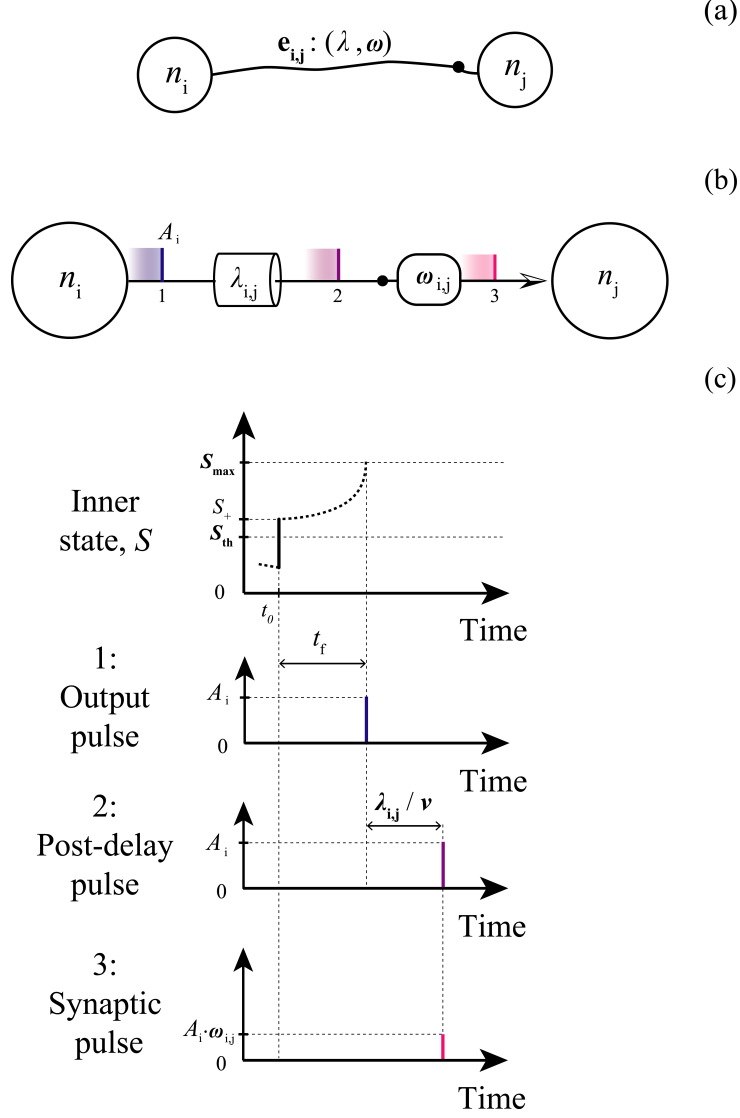 (a)
e_i,j : (λ, ω)
n_i
n_j
(b)
A_i
n_i
λ_i,j
ω_i,j
n_j
1
2
3
(c)
S_max
S_+
S_th
Inner
state, S
0
t_0
Time
t_f
1:
Output
pulse
A_i
0
Time
λ_i,j / v
2:
Post-delay
pulse
A_i
0
Time
3:
Synaptic
pulse
A_i·ω_i,j
0
Time